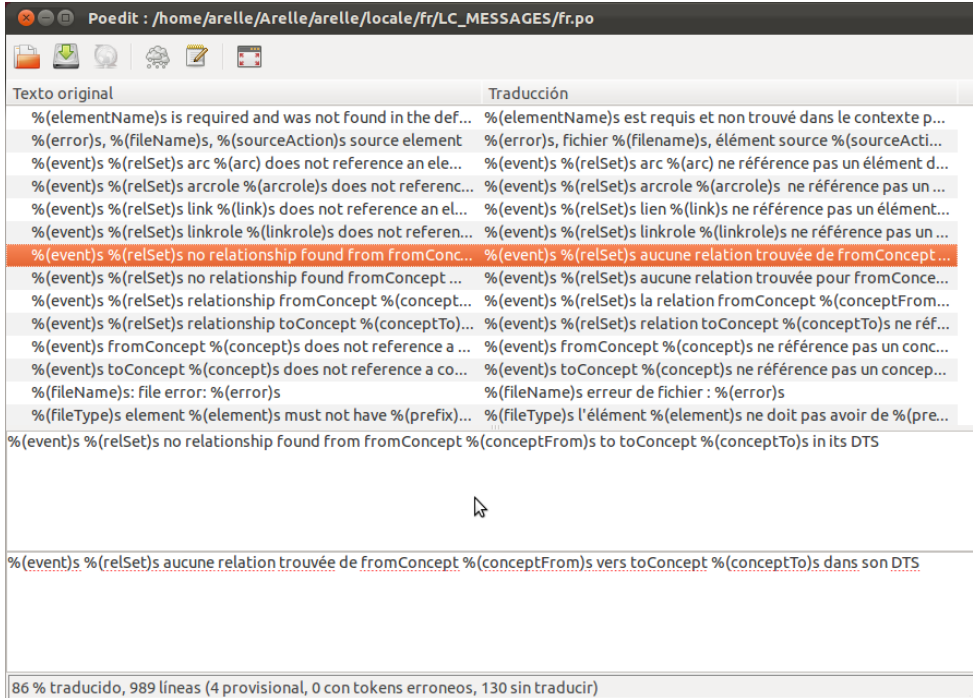 Poedit : /home/arelle/Arelle/arelle/locale/fr/LC_MESSAGES/fr.po
Texto original Traducción
%(elementName)s is required and was not found in the def... %(elementName)s est requis et non trouvé dans le contexte p...
%(error)s, %(fileName)s, %(sourceAction)s source element %(error)s, fichier %(filename)s, élément source %(sourceActi...
%(event)s %(relSet)s arc %(arc) does not reference an ele... %(event)s %(relSet)s arc %(arc) ne référence pas un élément d...
%(event)s %(relSet)s arcrole %(arcrole)s does not referenc... %(event)s %(relSet)s arcrole %(arcrole)s ne référence pas un ...
%(event)s %(relSet)s link %(link)s does not reference an el... %(event)s %(relSet)s lien %(link)s ne référence pas un élément...
%(event)s %(relSet)s linkrole %(linkrole)s does not referen... %(event)s %(relSet)s linkrole %(linkrole)s ne référence pas un ...
%(event)s %(relSet)s no relationship found from fromConc... %(event)s %(relSet)s aucune relation trouvée de fromConcept ...
%(event)s %(relSet)s no relationship found fromConcept ... %(event)s %(relSet)s aucune relation trouvée pour fromConce...
%(event)s %(relSet)s relationship fromConcept %(concept... %(event)s %(relSet)s la relation fromConcept %(conceptFrom...
%(event)s %(relSet)s relationship toConcept %(conceptTo)... %(event)s %(relSet)s relation toConcept %(conceptTo)s ne réf...
%(event)s fromConcept %(concept)s does not reference a ... %(event)s fromConcept %(concept)s ne référence pas un conc...
%(event)s toConcept %(concept)s does not reference a co... %(event)s toConcept %(concept)s ne référence pas un concep...
%(fileName)s: file error: %(error)s %(fileName)s erreur de fichier : %(error)s
%(fileType)s element %(element)s must not have %(prefix)... %(fileType)s l'élément %(element)s ne doit pas avoir de %(pre...
%(event)s %(relSet)s no relationship found from fromConcept %(conceptFrom)s to toConcept %(conceptTo)s in its DTS
%(event)s %(relSet)s aucune relation trouvée de fromConcept %(conceptFrom)s vers toConcept %(conceptTo)s dans son DTS
86 % traducido, 989 líneas (4 provisional, 0 con tokens erroneos, 130 sin traducir)